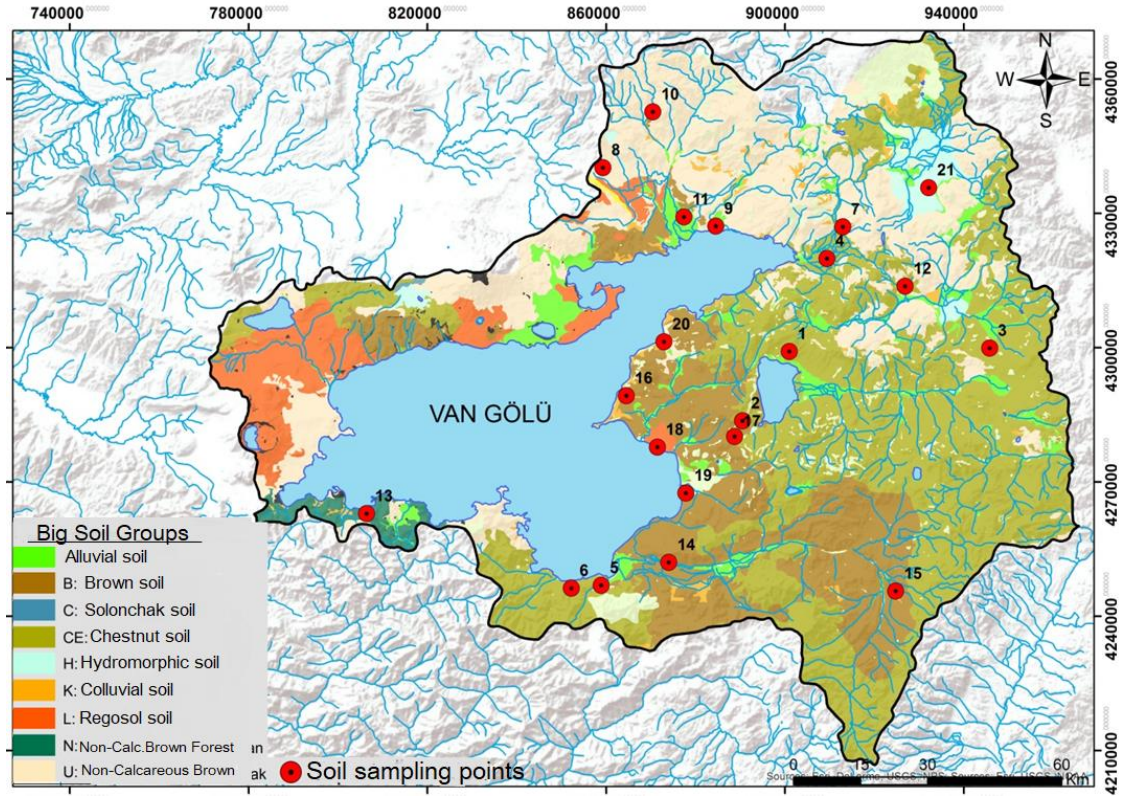 740000 780000 820000 860000 900000 940000
N
W E
S
4360000
4330000
4300000
4270000
4240000
4210000
10
8
21
11
9
7
4
12
20
1
3
16
VAN GÖLÜ
2
17
18
19
13
14
15
6
5
Big Soil Groups
Alluvial soil
B: Brown soil
C: Solonchak soil
CE: Chestnut soil
H: Hydromorphic soil
K: Colluvial soil
L: Regosol soil
N: Non-Calc.Brown Forest an
U: Non-Calcareous Brown ak
Soil sampling points
0 15 30 60
Km